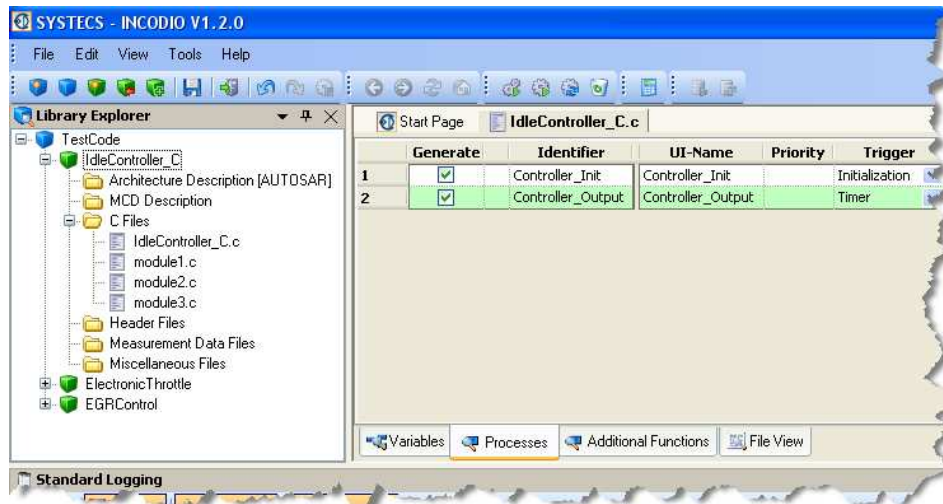 SYSTECS - INCODIO V1.2.0
File Edit View Tools Help
Library Explorer
TestCode
IdleController_C
Architecture Description [AUTOSAR]
MCD Description
C Files
IdleController_C.c
module1.c
module2.c
module3.c
Header Files
Measurement Data Files
Miscellaneous Files
ElectronicThrottle
EGRControl
Start Page IdleController_C.c
Generate Identifier UI-Name Priority Trigger
1 Controller_Init Controller_Init Initialization
2 Controller_Output Controller_Output Timer
Variables Processes Additional Functions File View
Standard Logging